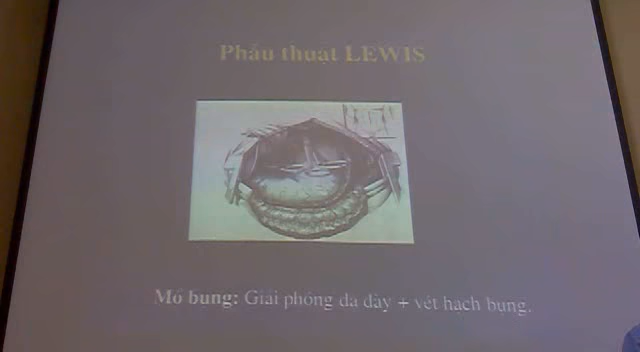 Phẫu thuật LEWIS
Mở bụng: Giải phóng dạ dày + vét hạch bụng.